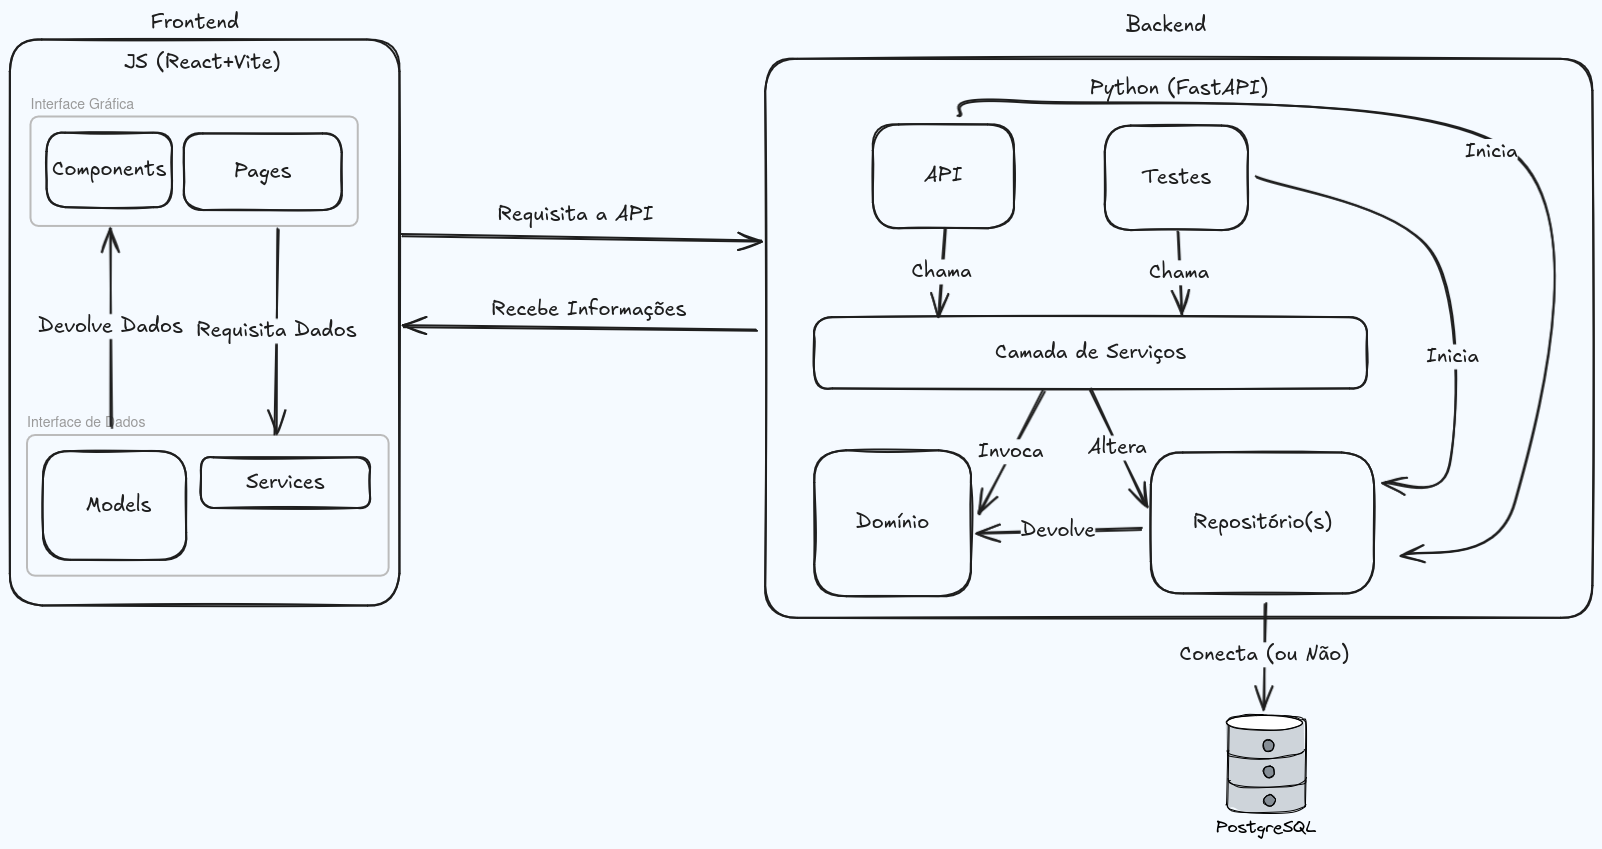 Frontend
JS (React+Vite)
Interface Gráfica
Components
Pages
Devolve Dados
Requisita Dados
Interface de Dados
Models
Services
Requisita a API
Recebe Informações
Backend
Python (FastAPI)
API
Testes
Inicia
Chama
Chama
Camada de Serviços
Inicia
Invoca
Altera
Domínio
Devolve
Repositório(s)
Conecta (ou Não)
PostgreSQL